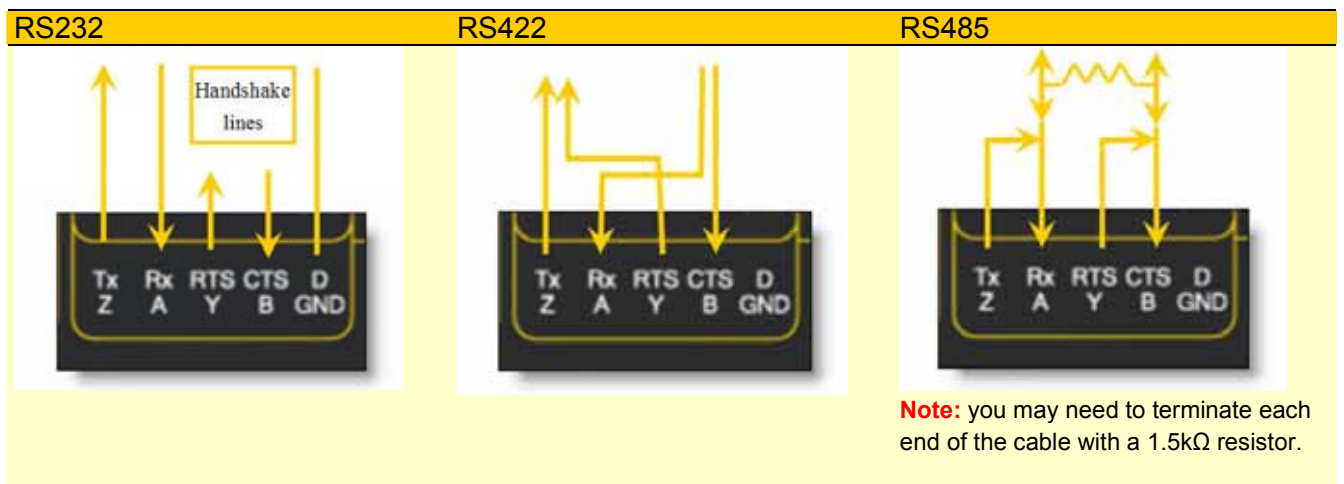 RS232 RS422 RS485
Handshake
lines
Tx Rx RTS CTS D
Z A Y B GND
Tx Rx RTS CTS D
Z A Y B GND
Tx Rx RTS CTS D
Z A Y B GND
Note: you may need to terminate each
end of the cable with a 1.5kΩ resistor.